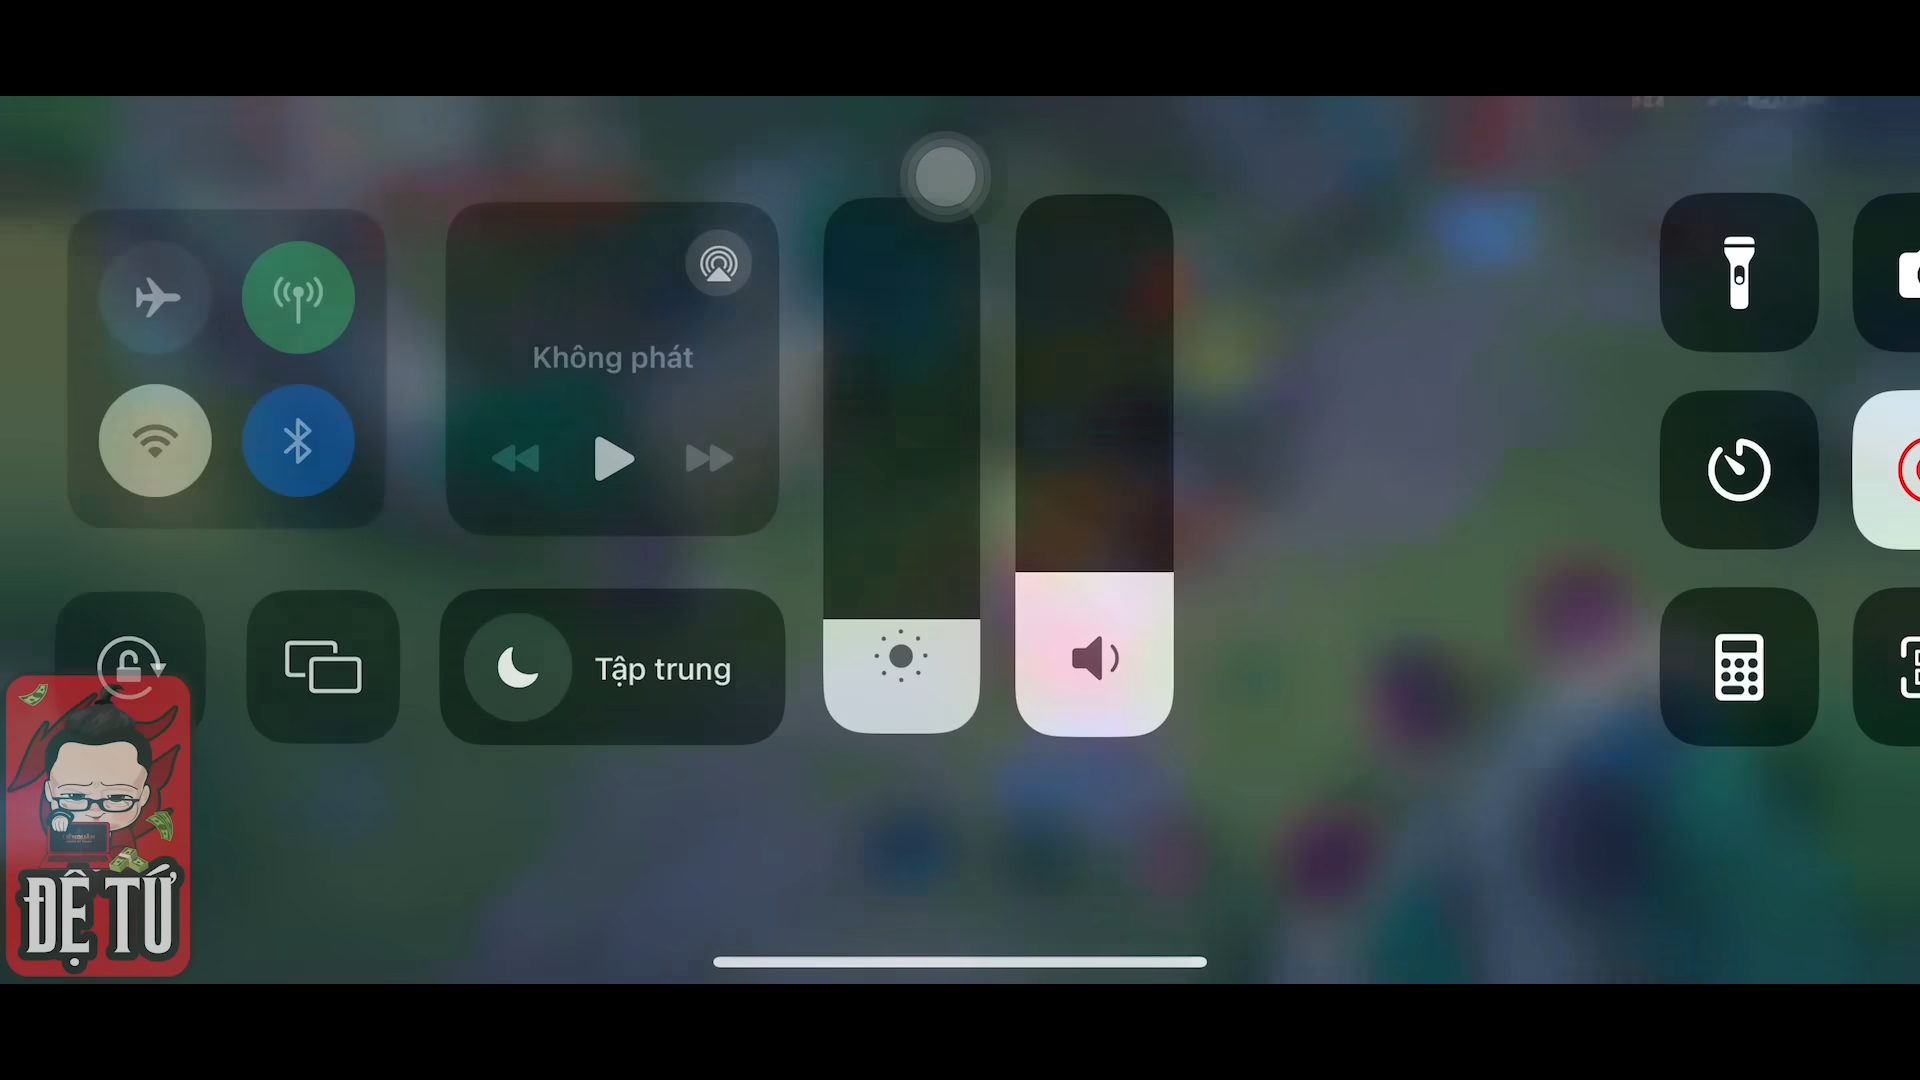 Không phát
Tập trung
ĐỆ TỨ